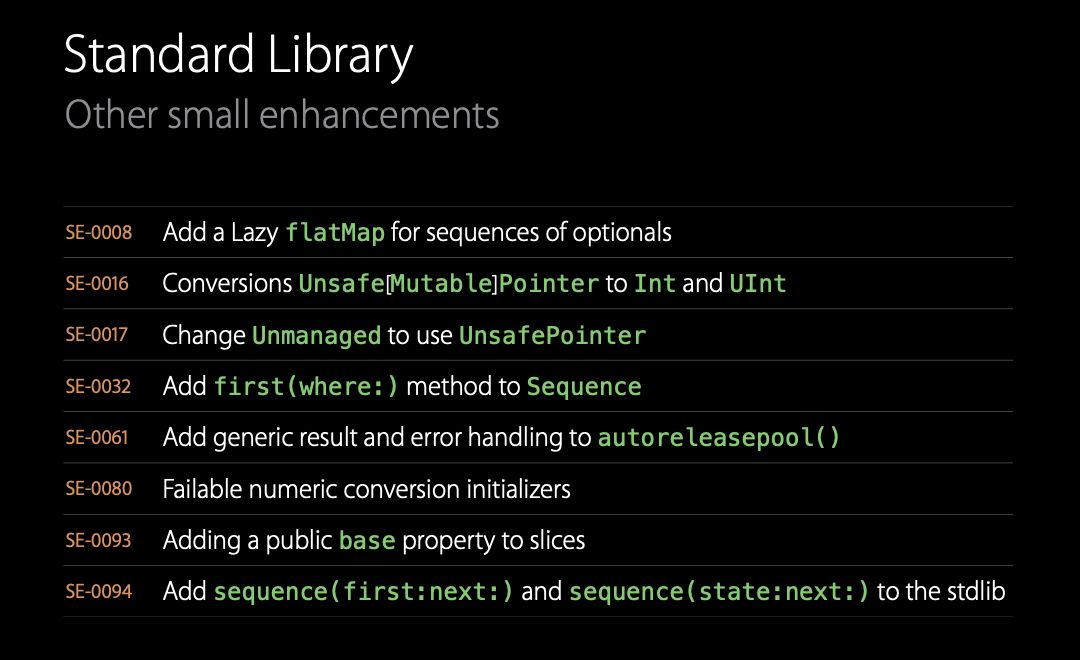 Standard Library
Other small enhancements
SE-0008 Add a Lazy flatMap for sequences of optionals
SE-0016 Conversions Unsafe[Mutable]Pointer to Int and UInt
SE-0017 Change Unmanaged to use UnsafePointer
SE-0032 Add first(where:) method to Sequence
SE-0061 Add generic result and error handling to autoreleasepool()
SE-0080 Failable numeric conversion initializers
SE-0093 Adding a public base property to slices
SE-0094 Add sequence(first:next:) and sequence(state:next:) to the stdlib